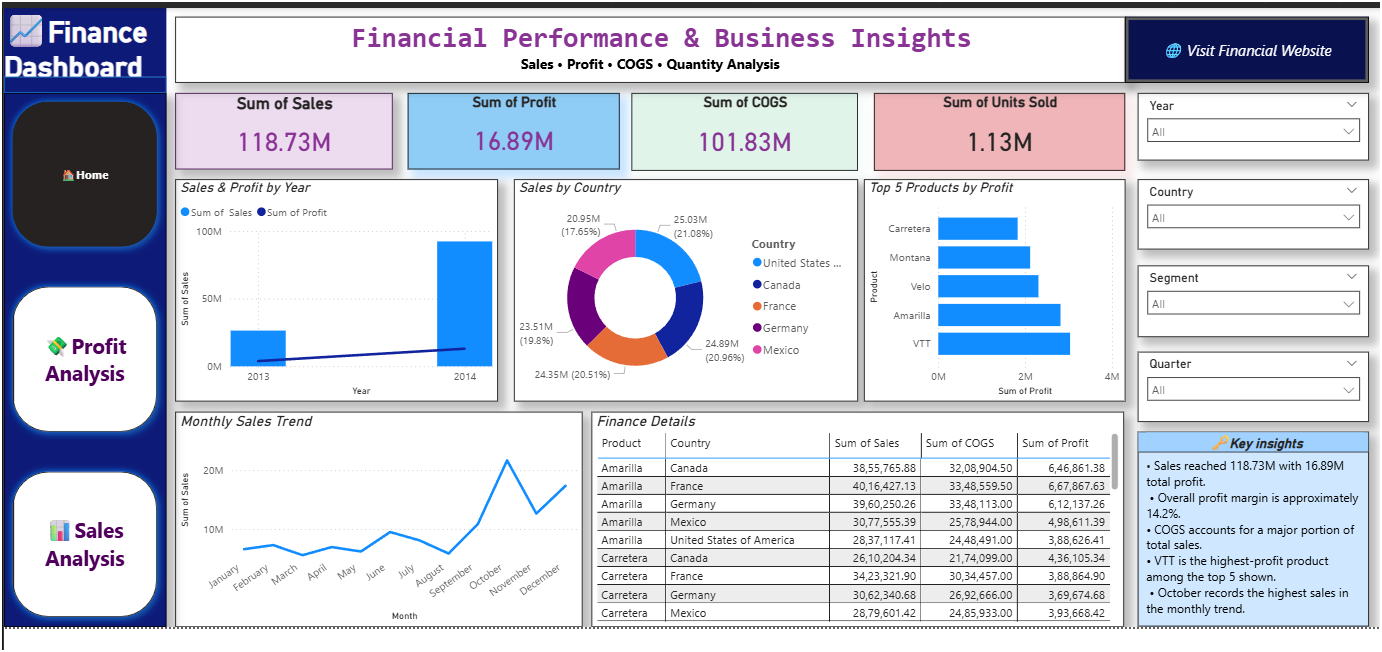 📈 Finance
Dashboard
🏠Home
💸 Profit
Analysis
📊 Sales
Analysis
Financial Performance & Business Insights
Sales • Profit • COGS • Quantity Analysis
🌐 Visit Financial Website
Sum of Sales
118.73M
Sum of Profit
16.89M
Sum of COGS
101.83M
Sum of Units Sold
1.13M
Sales & Profit by Year
Sum of Sales Sum of Profit
Sum of Sales
100M
50M
0M
2013 2014
Year
Sales by Country
20.95M
(17.65%)
25.03M
(21.08%)
23.51M
(19.8%)
24.89M
(20.96%)
24.35M (20.51%)
Country
United States ...
Canada
France
Germany
Mexico
Top 5 Products by Profit
Product
Carretera
Montana
Velo
Amarilla
VTT
0M 2M 4M
Sum of Profit
Monthly Sales Trend
Sum of Sales
20M
10M
January February March April May June July August September October November December
Month
Finance Details
Product Country Sum of Sales Sum of COGS Sum of Profit
Amarilla Canada 38,55,765.88 32,08,904.50 6,46,861.38
Amarilla France 40,16,427.13 33,48,559.50 6,67,867.63
Amarilla Germany 39,60,250.26 33,48,113.00 6,12,137.26
Amarilla Mexico 30,77,555.39 25,78,944.00 4,98,611.39
Amarilla United States of America 28,37,117.41 24,48,491.00 3,88,626.41
Carretera Canada 26,10,204.34 21,74,099.00 4,36,105.34
Carretera France 34,23,321.90 30,34,457.00 3,88,864.90
Carretera Germany 30,62,340.68 26,92,666.00 3,69,674.68
Carretera Mexico 28,79,601.42 24,85,933.00 3,93,668.42
Year
All
Country
All
Segment
All
Quarter
All
🔑 Key insights
• Sales reached 118.73M with 16.89M
total profit.
• Overall profit margin is approximately
14.2%.
• COGS accounts for a major portion of
total sales.
• VTT is the highest-profit product
among the top 5 shown.
• October records the highest sales in
the monthly trend.